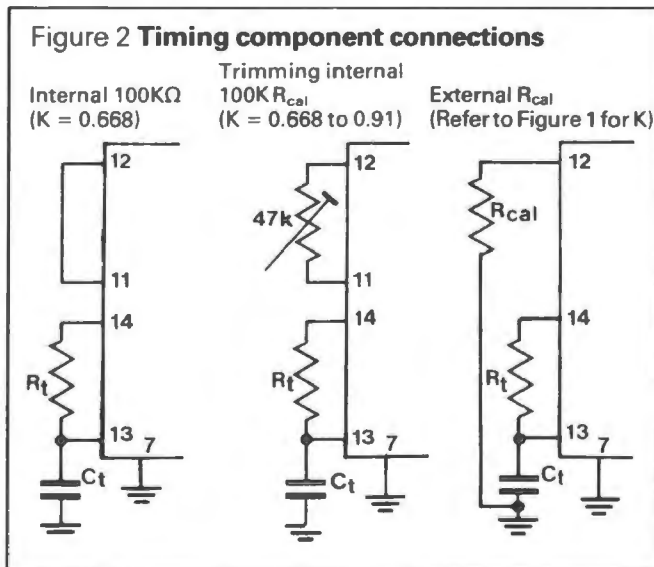 Figure 2 Timing component connections
Internal 100KΩ
(K = 0.668)
Trimming internal
100K Rcal
(K = 0.668 to 0.91)
External Rcal
(Refer to Figure 1 for K)
12
11
14
Rt
13
7
Ct
12
47k
11
14
Rt
13
7
Ct
12
Rcal
14
Rt
13
7
Ct